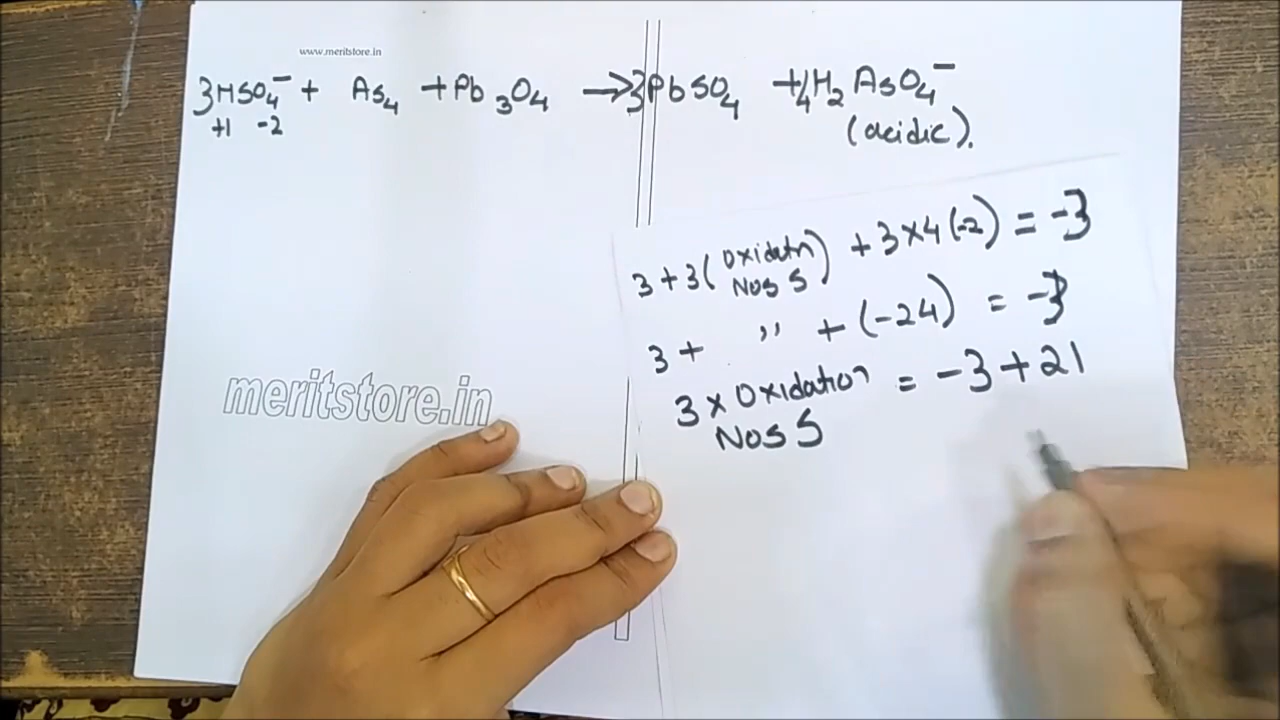 www.meritstore.in
3HSO₄⁻ + As₄ + Pb₃O₄ → 3PbSO₄ + 4H₂AsO₄⁻
+1 -2
(acidic).
3 + 3( Oxidatn
Nos S ) + 3×4(-2) = -3
3 + ,, + (-24) = -3
3 × Oxidation = -3 + 21
Nos S
meritstore.in